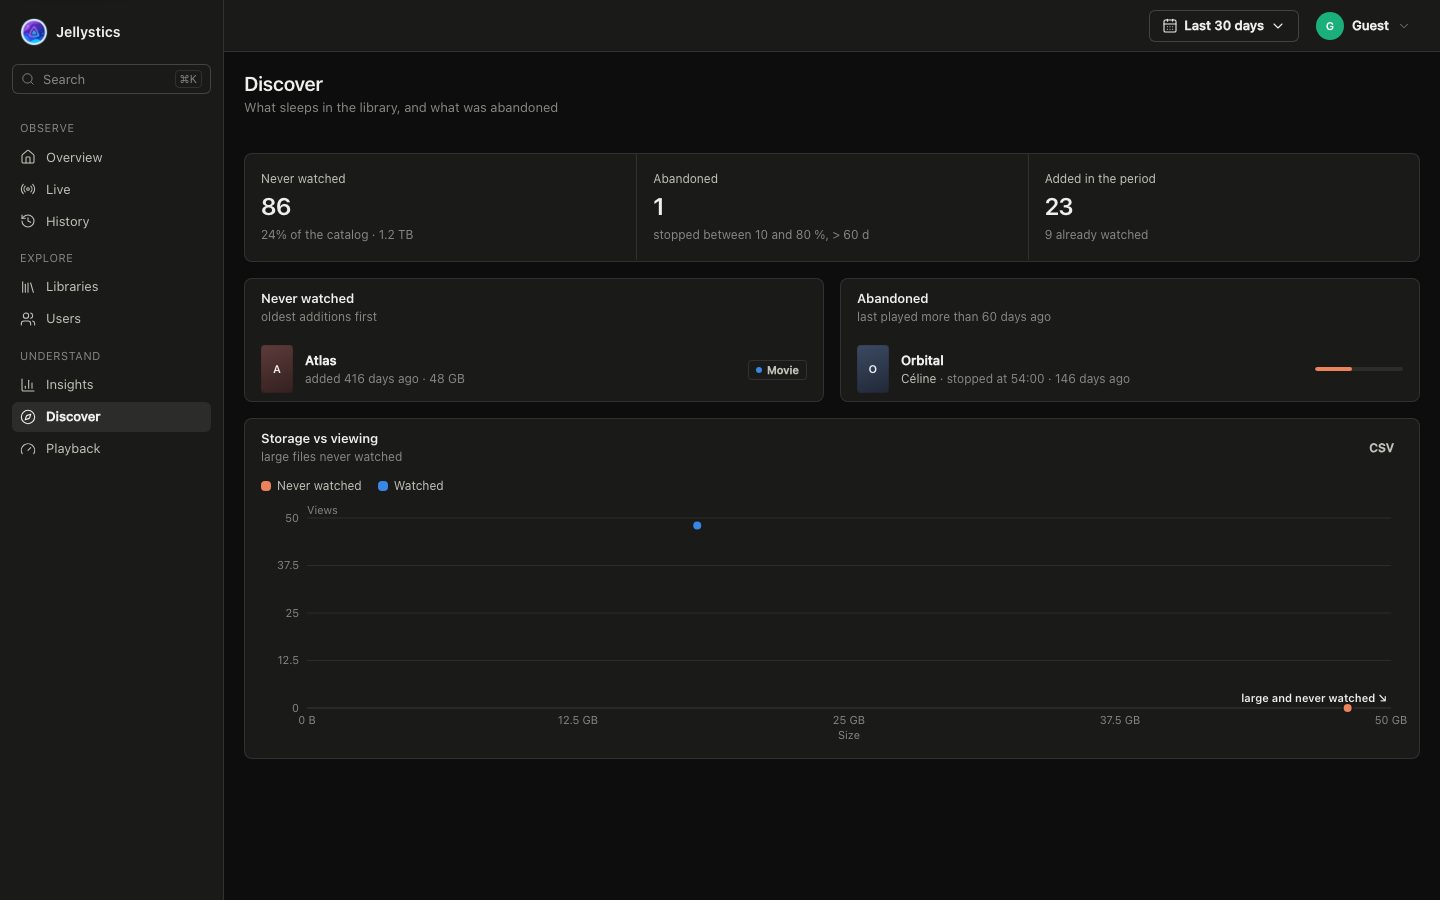 Jellystics
Search ⌘K
OBSERVE
Overview
Live
History
EXPLORE
Libraries
Users
UNDERSTAND
Insights
Discover
Playback
Last 30 days
G Guest
Discover
What sleeps in the library, and what was abandoned
Never watched
86
24% of the catalog · 1.2 TB
Abandoned
1
stopped between 10 and 80 %, > 60 d
Added in the period
23
9 already watched
Never watched
oldest additions first
A
Atlas
added 416 days ago · 48 GB
Movie
Abandoned
last played more than 60 days ago
O
Orbital
Céline · stopped at 54:00 · 146 days ago
Storage vs viewing
large files never watched
CSV
Never watched
Watched
Views
50
37.5
25
12.5
0
large and never watched ↘
0 B
12.5 GB
25 GB
37.5 GB
50 GB
Size